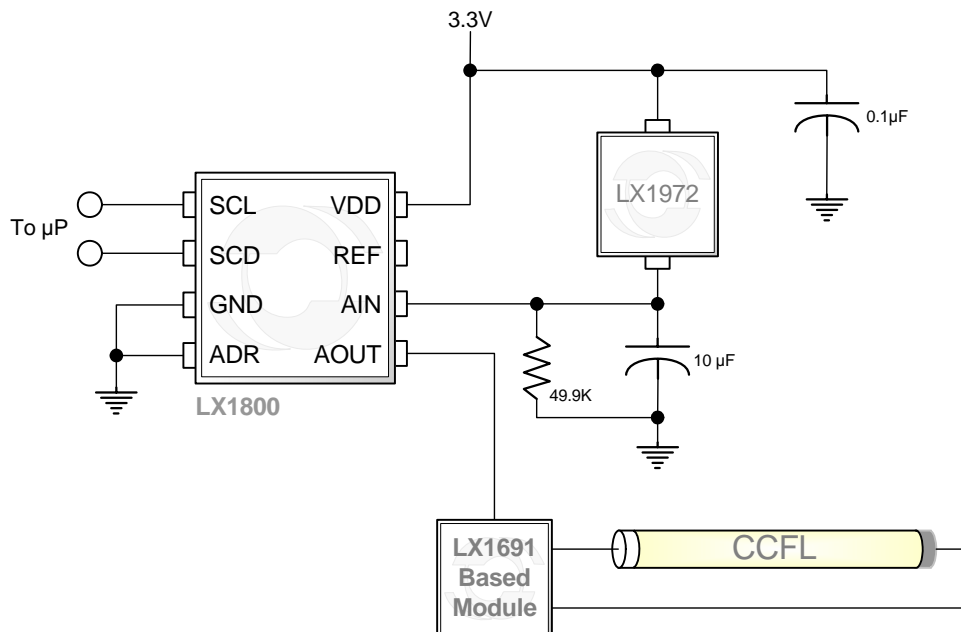 3.3V
0.1µF
LX1972
To µP
SCL
VDD
SCD
REF
GND
AIN
ADR
AOUT
10 µF
49.9K
LX1800
LX1691
Based
Module
CCFL